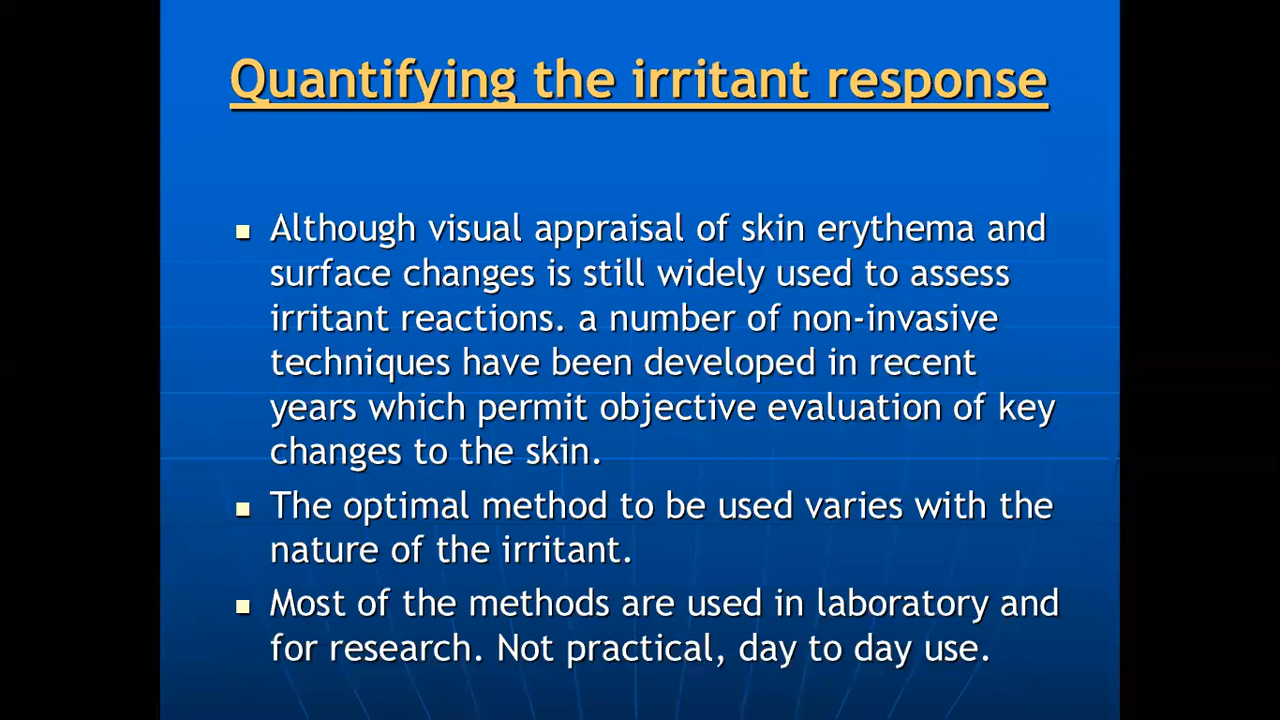 Quantifying the irritant response
Although visual appraisal of skin erythema and
surface changes is still widely used to assess
irritant reactions. a number of non-invasive
techniques have been developed in recent
years which permit objective evaluation of key
changes to the skin.
The optimal method to be used varies with the
nature of the irritant.
Most of the methods are used in laboratory and
for research. Not practical, day to day use.